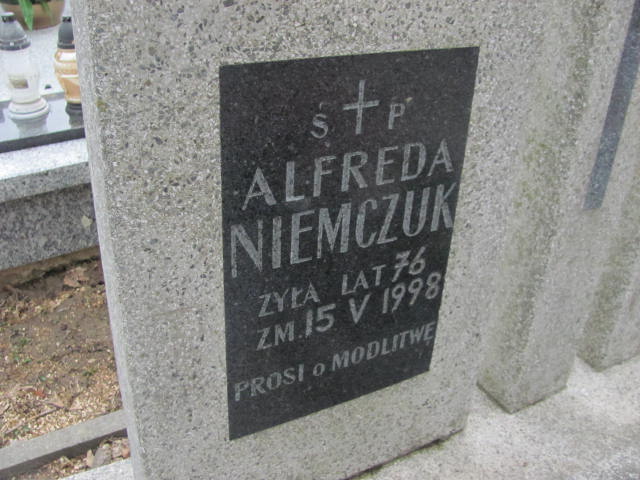 Ś P
ALFREDA
NIEMCZUK
ŻYŁA LAT 76
ZM. 15 V 1998
PROSI o MODLITWĘ